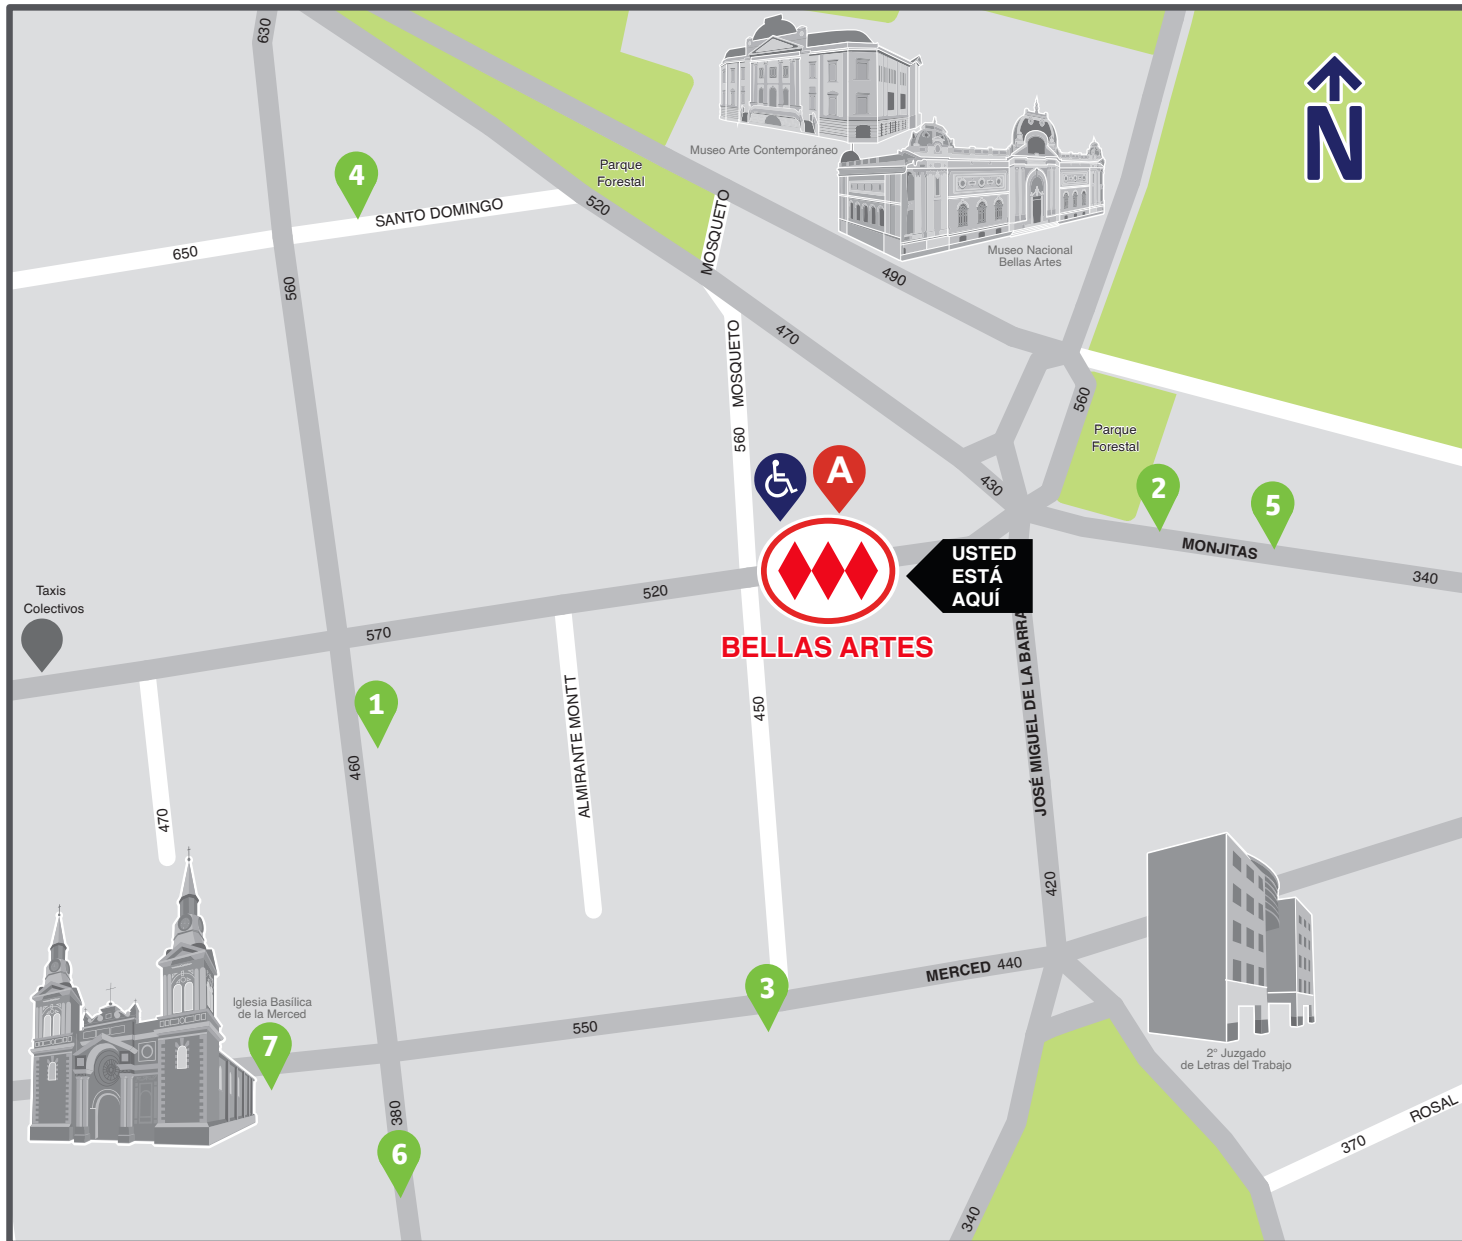 630
N
Museo Arte Contemporáneo
Parque
Forestal
4
SANTO DOMINGO
520
MOSQUETO
650
Museo Nacional
Bellas Artes
490
560
470
MOSQUETO
560
560
Parque
Forestal
A
430
2
5
MONJITAS
340
USTED
ESTÁ
AQUÍ
520
Taxis
Colectivos
570
BELLAS ARTES
1
450
ALMIRANTE MONTT
JOSÉ MIGUEL DE LA BARRA
460
470
420
MERCED 440
3
Iglesia Basílica
de la Merced
550
7
2° Juzgado
de Letras del Trabajo
380
ROSAL
370
6
340